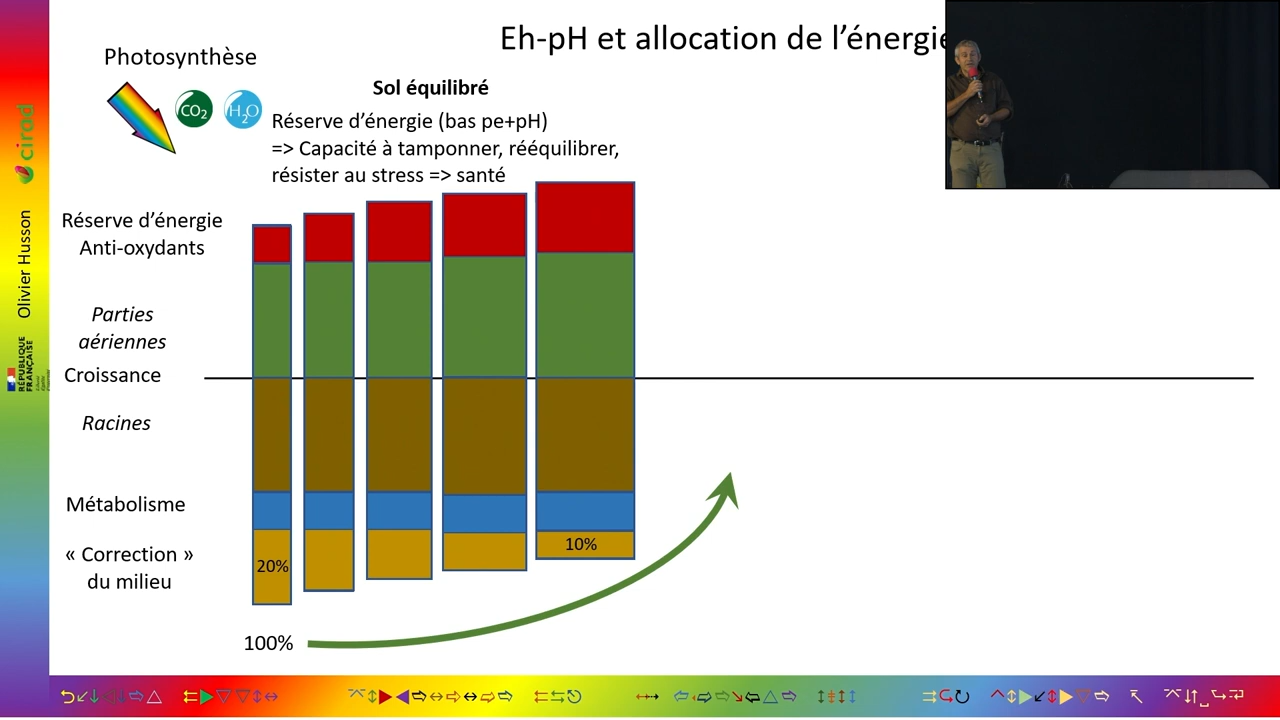 Eh-pH et allocation de l’énergie
Photosynthèse
CO2
H2O
Sol équilibré
Réserve d’énergie (bas pe+pH)
=> Capacité à tamponner, rééquilibrer,
résister au stress => santé
Réserve d’énergie
Anti-oxydants
Parties
aériennes
Croissance
Racines
Métabolisme
« Correction »
du milieu
20%
10%
100%
cirad
Olivier Husson
RÉPUBLIQUE
FRANÇAISE